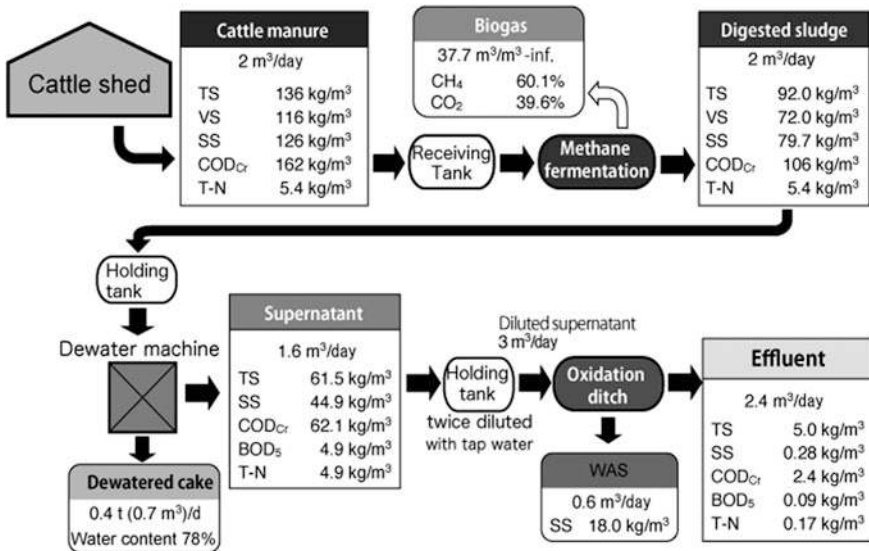 Cattle shed
Cattle manure
2 m³/day
TS 136 kg/m³
VS 116 kg/m³
SS 126 kg/m³
CODCr 162 kg/m³
T-N 5.4 kg/m³
Receiving
Tank
Biogas
37.7 m³/m³-inf.
CH₄ 60.1%
CO₂ 39.6%
Methane
fermentation
Digested sludge
2 m³/day
TS 92.0 kg/m³
VS 72.0 kg/m³
SS 79.7 kg/m³
CODCr 106 kg/m³
T-N 5.4 kg/m³
Holding
tank
Dewater machine
Dewatered cake
0.4 t (0.7 m³)/d
Water content 78%
Supernatant
1.6 m³/day
TS 61.5 kg/m³
SS 44.9 kg/m³
CODCr 62.1 kg/m³
BOD₅ 4.9 kg/m³
T-N 4.9 kg/m³
Holding
tank
twice diluted
with tap water
Diluted supernatant
3 m³/day
Oxidation
ditch
WAS
0.6 m³/day
SS 18.0 kg/m³
Effluent
2.4 m³/day
TS 5.0 kg/m³
SS 0.28 kg/m³
CODCr 2.4 kg/m³
BOD₅ 0.09 kg/m³
T-N 0.17 kg/m³